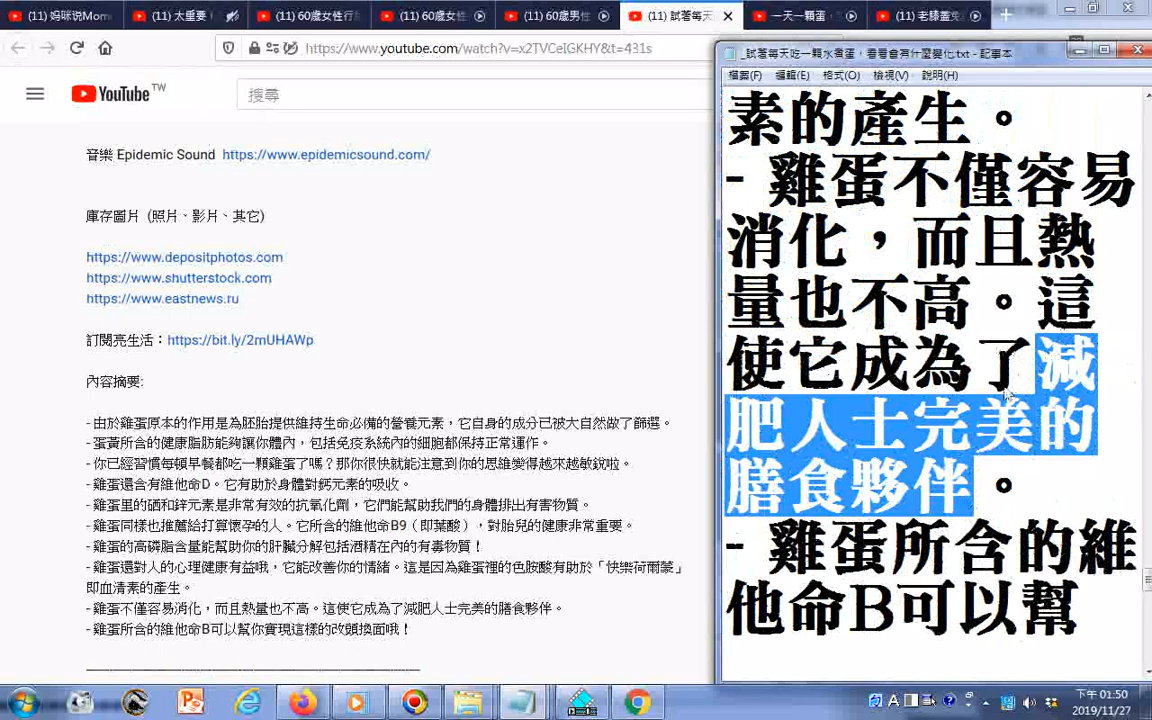 (11) 妈咪说Mom
(11) 太重要
(11) 60歲女性行
(11) 60歲女性
(11) 60歲男性
(11) 試著每天
一天一顆蛋
(11) 老膝蓋免
https://www.youtube.com/watch?v=x2TVCeIGKHY&t=431s
YouTube TW
搜尋
音樂 Epidemic Sound https://www.epidemicsound.com/
庫存圖片 (照片、影片、其它)
https://www.depositphotos.com
https://www.shutterstock.com
https://www.eastnews.ru
訂閱亮生活：https://bit.ly/2mUHAWp
內容摘要:
- 由於雞蛋原本的作用是為胚胎提供維持生命必備的營養元素，它自身的成分已被大自然做了篩選。
- 蛋黃所含的健康脂肪能夠讓你體內，包括免疫系統內的細胞都保持正常運作。
- 你已經習慣每頓早餐都吃一顆雞蛋了嗎？那你很快就能注意到你的思維變得越來越敏銳啦。
- 雞蛋還含有維他命D。它有助於身體對鈣元素的吸收。
- 雞蛋里的硒和鋅元素是非常有效的抗氧化劑，它們能幫助我們的身體排出有害物質。
- 雞蛋同樣也推薦給打算懷孕的人。它所含的維他命B9（即葉酸），對胎兒的健康非常重要。
- 雞蛋的高磷脂含量能幫助你的肝臟分解包括酒精在內的有毒物質！
- 雞蛋還對人的心理健康有益哦，它能改善你的情緒。這是因為雞蛋裡的色胺酸有助於「快樂荷爾蒙」
即血清素的產生。
- 雞蛋不僅容易消化，而且熱量也不高。這使它成為了減肥人士完美的膳食夥伴。
- 雞蛋所含的維他命B可以幫你實現這樣的改頭換面哦！
_試著每天吃一顆水煮蛋，看看會有什麼變化.txt - 記事本
檔案(F) 編輯(E) 格式(O) 檢視(V) 說明(H)
素的產生。
- 雞蛋不僅容易
消化，而且熱
量也不高。這
使它成為了減
肥人士完美的
膳食夥伴。
- 雞蛋所含的維
他命B可以幫
下午 01:50
2019/11/27